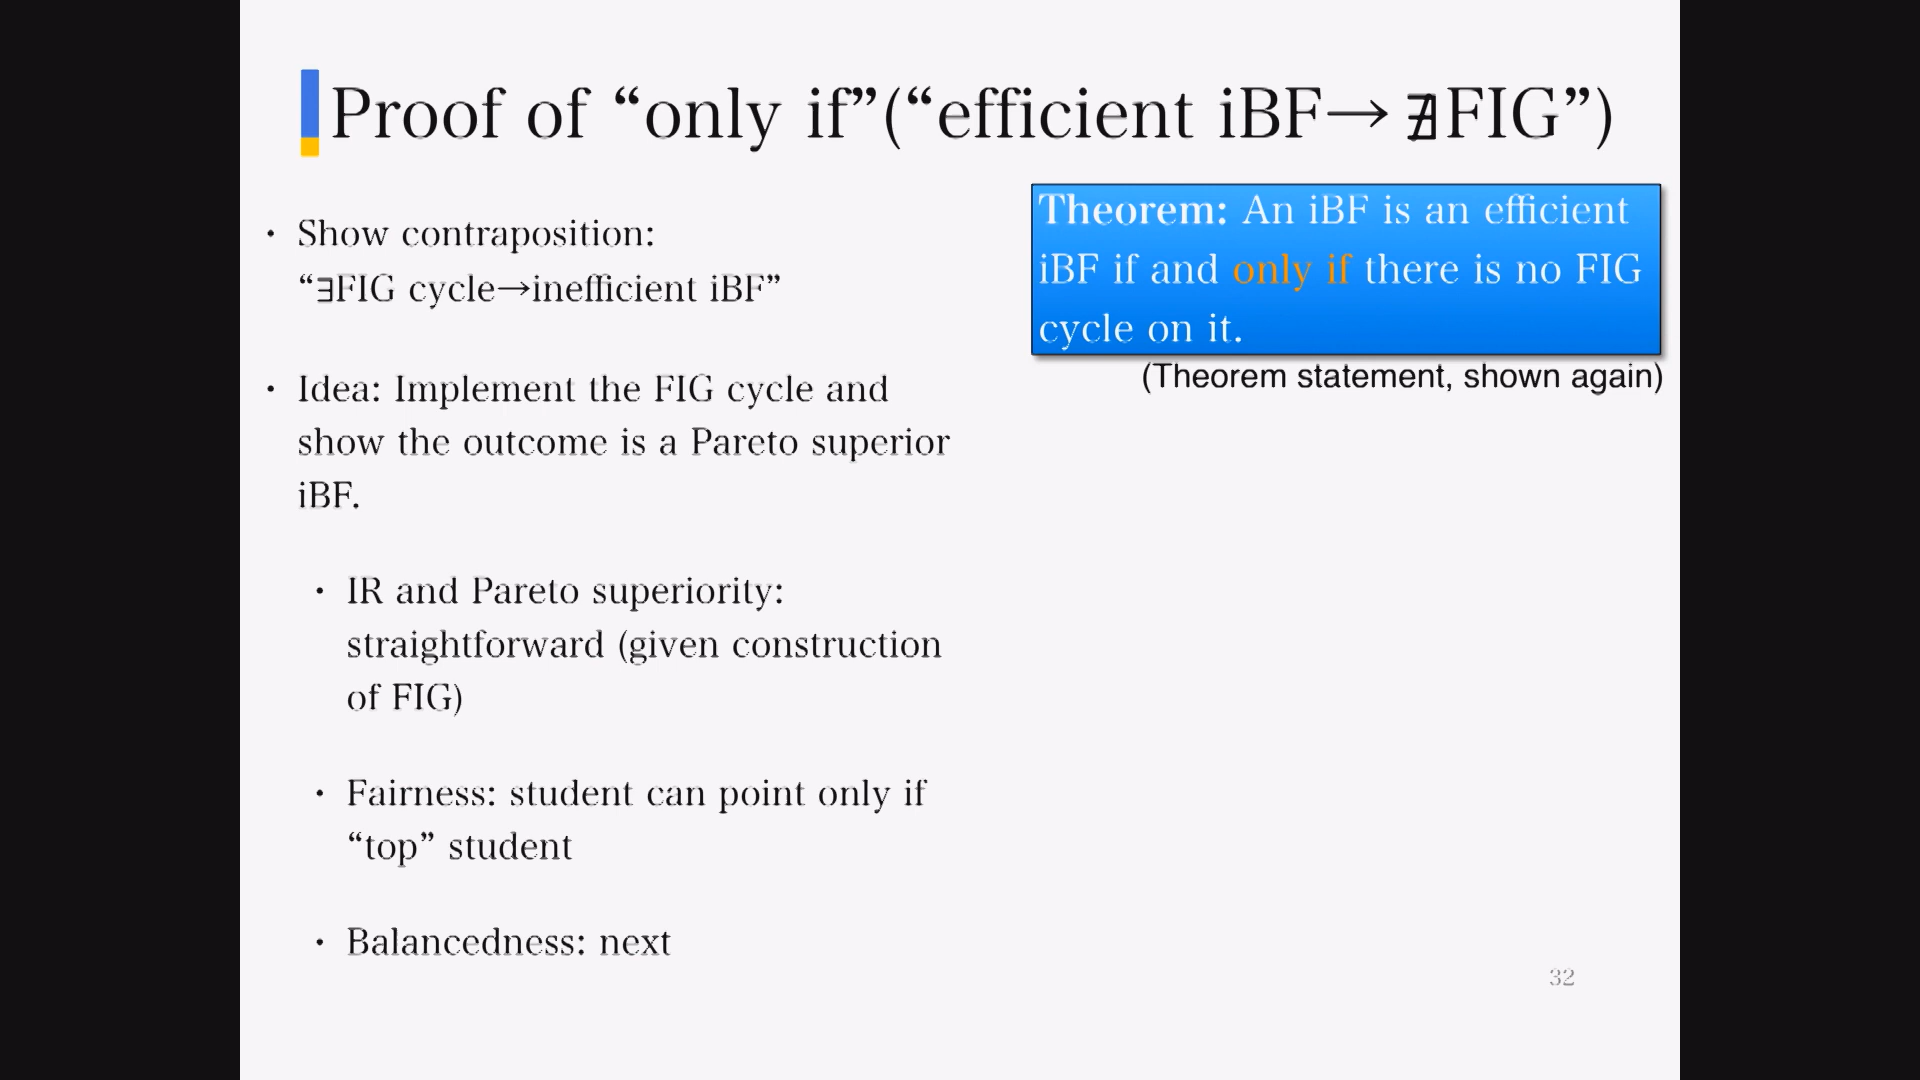 Proof of “only if”(“efficient iBF→ ∄FIG”)
• Show contraposition:
“∃FIG cycle→inefficient iBF”
• Idea: Implement the FIG cycle and
show the outcome is a Pareto superior
iBF.
• IR and Pareto superiority:
straightforward (given construction
of FIG)
• Fairness: student can point only if
“top” student
• Balancedness: next
Theorem: An iBF is an efficient
iBF if and only if there is no FIG
cycle on it.
(Theorem statement, shown again)
32